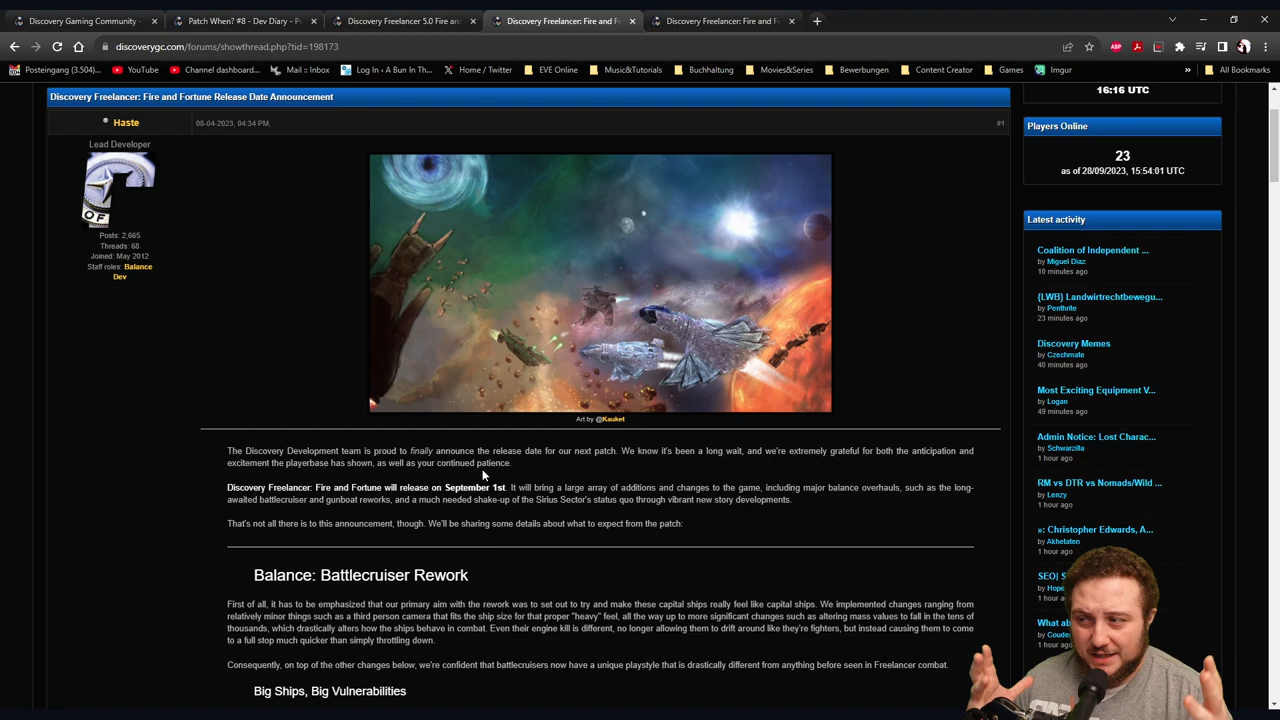 Discovery Gaming Community -
Patch When? #8 - Dev Diary - P
Discovery Freelancer 5.0 Fire and
Discovery Freelancer: Fire and F
Discovery Freelancer: Fire and F
discoverygc.com/forums/showthread.php?tid=198173
ABP
Posteingang (3.504)...
YouTube
Channel dashboard...
Mail :: Inbox
Log In ‹ A Bun In Th...
Home / Twitter
EVE Online
Music&Tutorials
Buchhaltung
Movies&Series
Bewerbungen
Content Creator
Games
Imgur
»
All Bookmarks
Discovery Freelancer: Fire and Fortune Release Date Announcement
Haste
08-04-2023, 04:34 PM,
#1
Lead Developer
OF
Posts: 2,665
Threads: 68
Joined: May 2012
Staff roles: Balance
Dev
Art by @Kauket
The Discovery Development team is proud to finally announce the release date for our next patch. We know it's been a long wait, and we're extremely grateful for both the anticipation and
excitement the playerbase has shown, as well as your continued patience.
Discovery Freelancer: Fire and Fortune will release on September 1st. It will bring a large array of additions and changes to the game, including major balance overhauls, such as the long-
awaited battlecruiser and gunboat reworks, and a much needed shake-up of the Sirius Sector's status quo through vibrant new story developments.
That's not all there is to this announcement, though. We'll be sharing some details about what to expect from the patch:
Balance: Battlecruiser Rework
First of all, it has to be emphasized that our primary aim with the rework was to set out to try and make these capital ships really feel like capital ships. We implemented changes ranging from
relatively minor things such as a third person camera that fits the ship size for that proper "heavy" feel, all the way up to more significant changes such as altering mass values to fall in the tens of
thousands, which drastically alters how the ships behave in combat. Even their engine kill is different, no longer allowing them to drift around like they're fighters, but instead causing them to come
to a full stop much quicker than simply throttling down.
Consequently, on top of the other changes below, we're confident that battlecruisers now have a unique playstyle that is drastically different from anything before seen in Freelancer combat.
Big Ships, Big Vulnerabilities
16:16 UTC
Players Online
23
as of 28/09/2023, 15:54:01 UTC
Latest activity
Coalition of Independent ...
by Miguel Diaz
10 minutes ago
{LWB} Landwirtrechtbewegu...
by Penthrite
23 minutes ago
Discovery Memes
by Czechmate
40 minutes ago
Most Exciting Equipment V...
by Logan
49 minutes ago
Admin Notice: Lost Charac...
by Schwarzilla
1 hour ago
RM vs DTR vs Nomads/Wild ...
by Lenzy
1 hour ago
»: Christopher Edwards, A...
by Akhetaten
1 hour ago
SEO| S
by Hope
1 hour a
What ab
by Coude
1 hour a